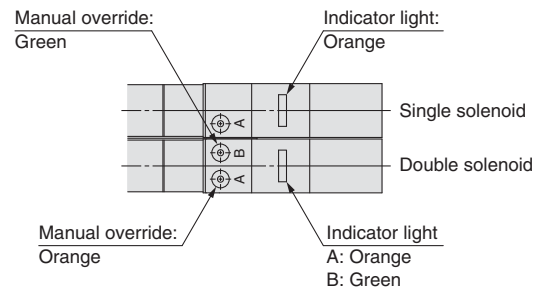 Manual override:
Green
Indicator light:
Orange
A
Single solenoid
B
Double solenoid
A
Manual override:
Orange
Indicator light
A: Orange
B: Green